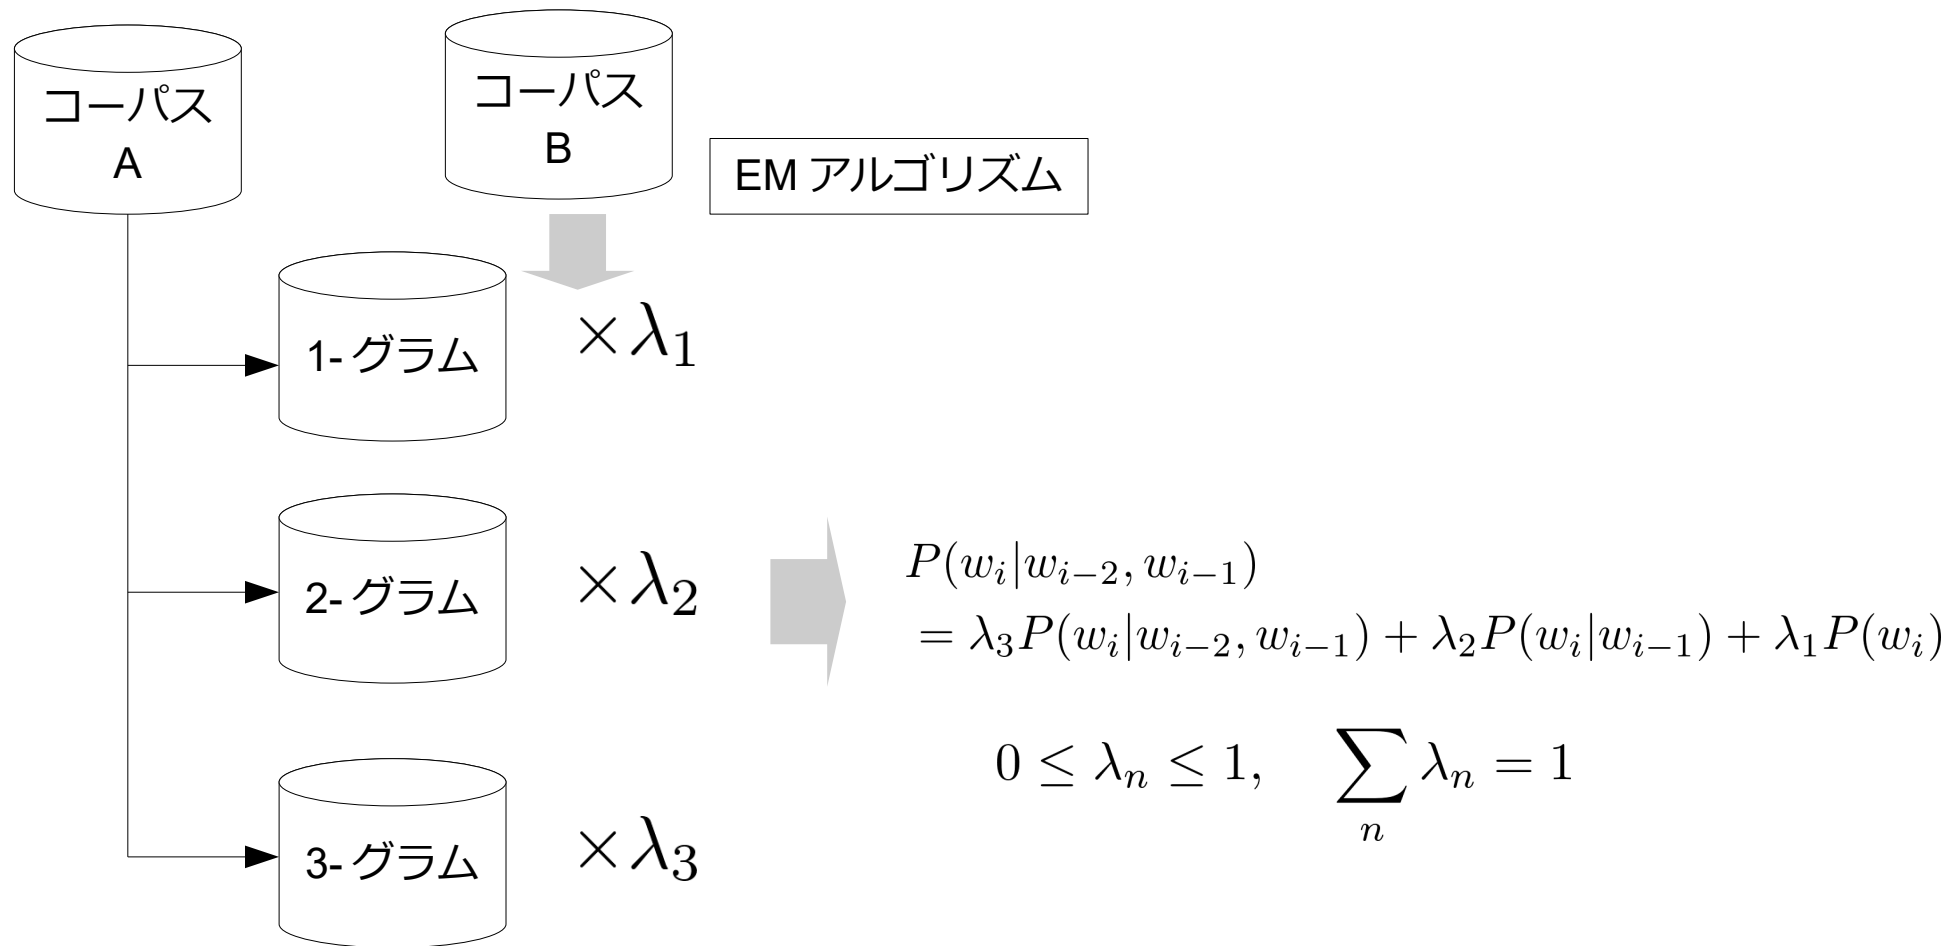 コーパス
A
コーパス
B
EM アルゴリズム
1- グラム
×λ₁
2- グラム
×λ₂
3- グラム
×λ₃
P(wᵢ|wᵢ₋₂, wᵢ₋₁)
= λ₃P(wᵢ|wᵢ₋₂, wᵢ₋₁) + λ₂P(wᵢ|wᵢ₋₁) + λ₁P(wᵢ)
0 ≤ λₙ ≤ 1, ∑ₙ λₙ = 1